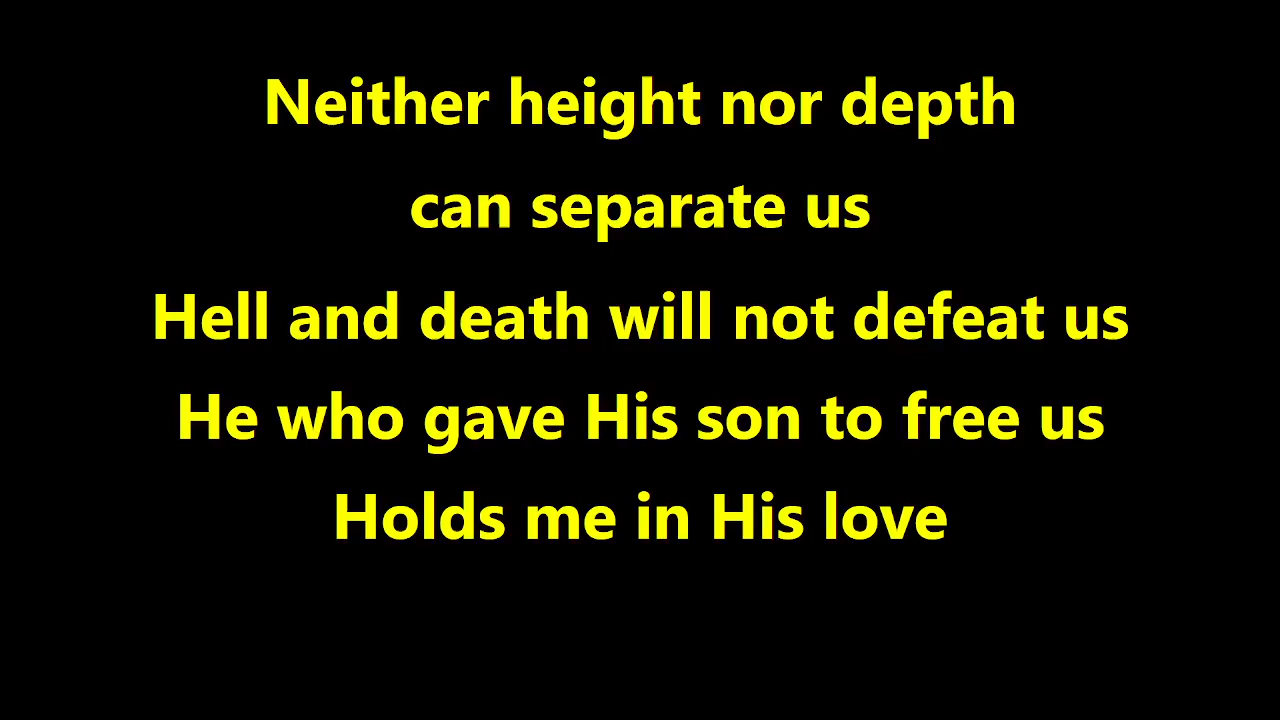 Neither height nor depth
can separate us
Hell and death will not defeat us
He who gave His son to free us
Holds me in His love